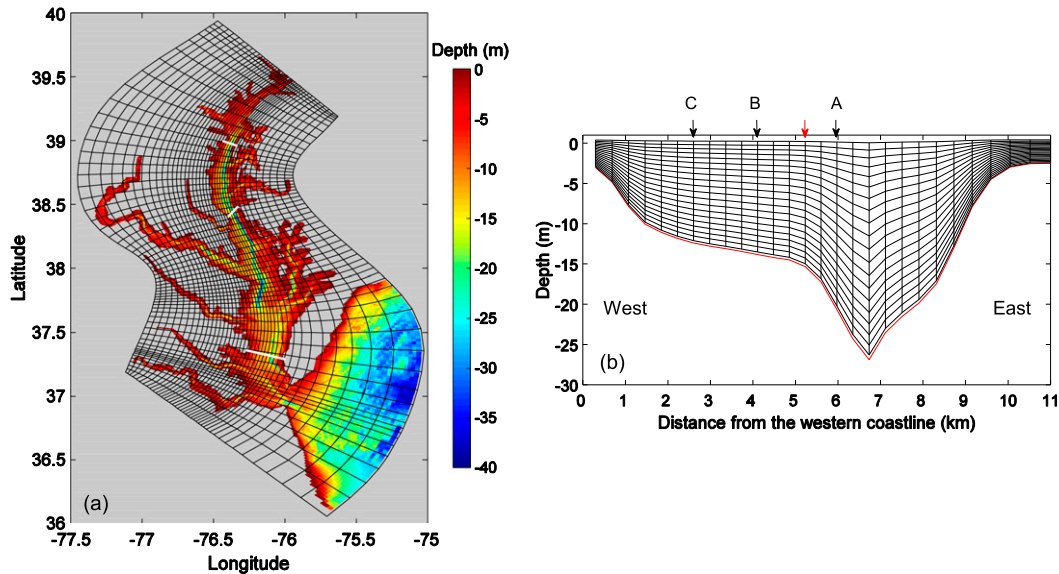 40
39.5
39
38.5
38
37.5
37
36.5
36
Latitude
-77.5
-77
-76.5
-76
-75.5
-75
Longitude
(a)
Depth (m)
0
-5
-10
-15
-20
-25
-30
-35
-40
C
B
A
0
-5
-10
-15
-20
-25
-30
Depth (m)
West
East
(b)
0 1 2 3 4 5 6 7 8 9 10 11
Distance from the western coastline (km)